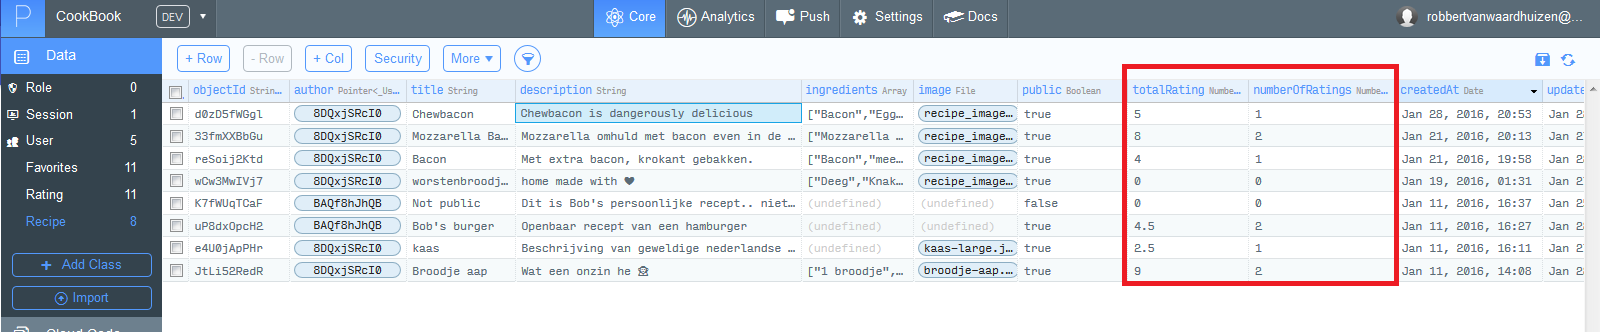 P CookBook DEV Core Analytics Push Settings Docs robbertvanwaardhuizen@...
Data + Row - Row + Col Security More
objectId Strin... author Pointer<_Us... title String description String ingredients Array image File public Boolean totalRating Numbe... numberOfRatings Numbe... createdAt Date update
Role 0
Session 1
User 5
Favorites 11
Rating 11
Recipe 8
+ Add Class
Import
Cloud Code
d0zD5fWGgl 8DQxjSRcI0 Chewbacon Chewbacon is dangerously delicious ["Bacon","Egg... recipe_image... true 5 1 Jan 28, 2016, 20:53 Jan 28
33fmXXBbGu 8DQxjSRcI0 Mozzarella Ba... Mozzarella omhuld met bacon even in de ... ["Mozzarella ... recipe_image... true 8 2 Jan 21, 2016, 20:13 Jan 27
reSoij2Ktd 8DQxjSRcI0 Bacon Met extra bacon, krokant gebakken. ["Bacon","mee... recipe_image... true 4 1 Jan 21, 2016, 19:58 Jan 28
wCw3MwIVj7 8DQxjSRcI0 worstenbroodj... home made with ♥ ["Deeg","Knak... recipe_image... true 0 0 Jan 19, 2016, 01:31 Jan 27
K7fWUqTCaF BAQf8hJhQB Not public Dit is Bob's persoonlijke recept.. niet... (undefined) (undefined) false 0 0 Jan 11, 2016, 16:37 Jan 25
uP8dxOpcH2 BAQf8hJhQB Bob's burger Openbaar recept van een hamburger (undefined) (undefined) true 4.5 2 Jan 11, 2016, 16:27 Jan 28
e4U0jApPHr 8DQxjSRcI0 kaas Beschrijving van geweldige nederlandse ... (undefined) kaas-large.j... true 2.5 1 Jan 11, 2016, 16:11 Jan 27
JtLi52RedR 8DQxjSRcI0 Broodje aap Wat een onzin he ["1 broodje",... broodje-aap.... true 9 2 Jan 11, 2016, 14:08 Jan 28